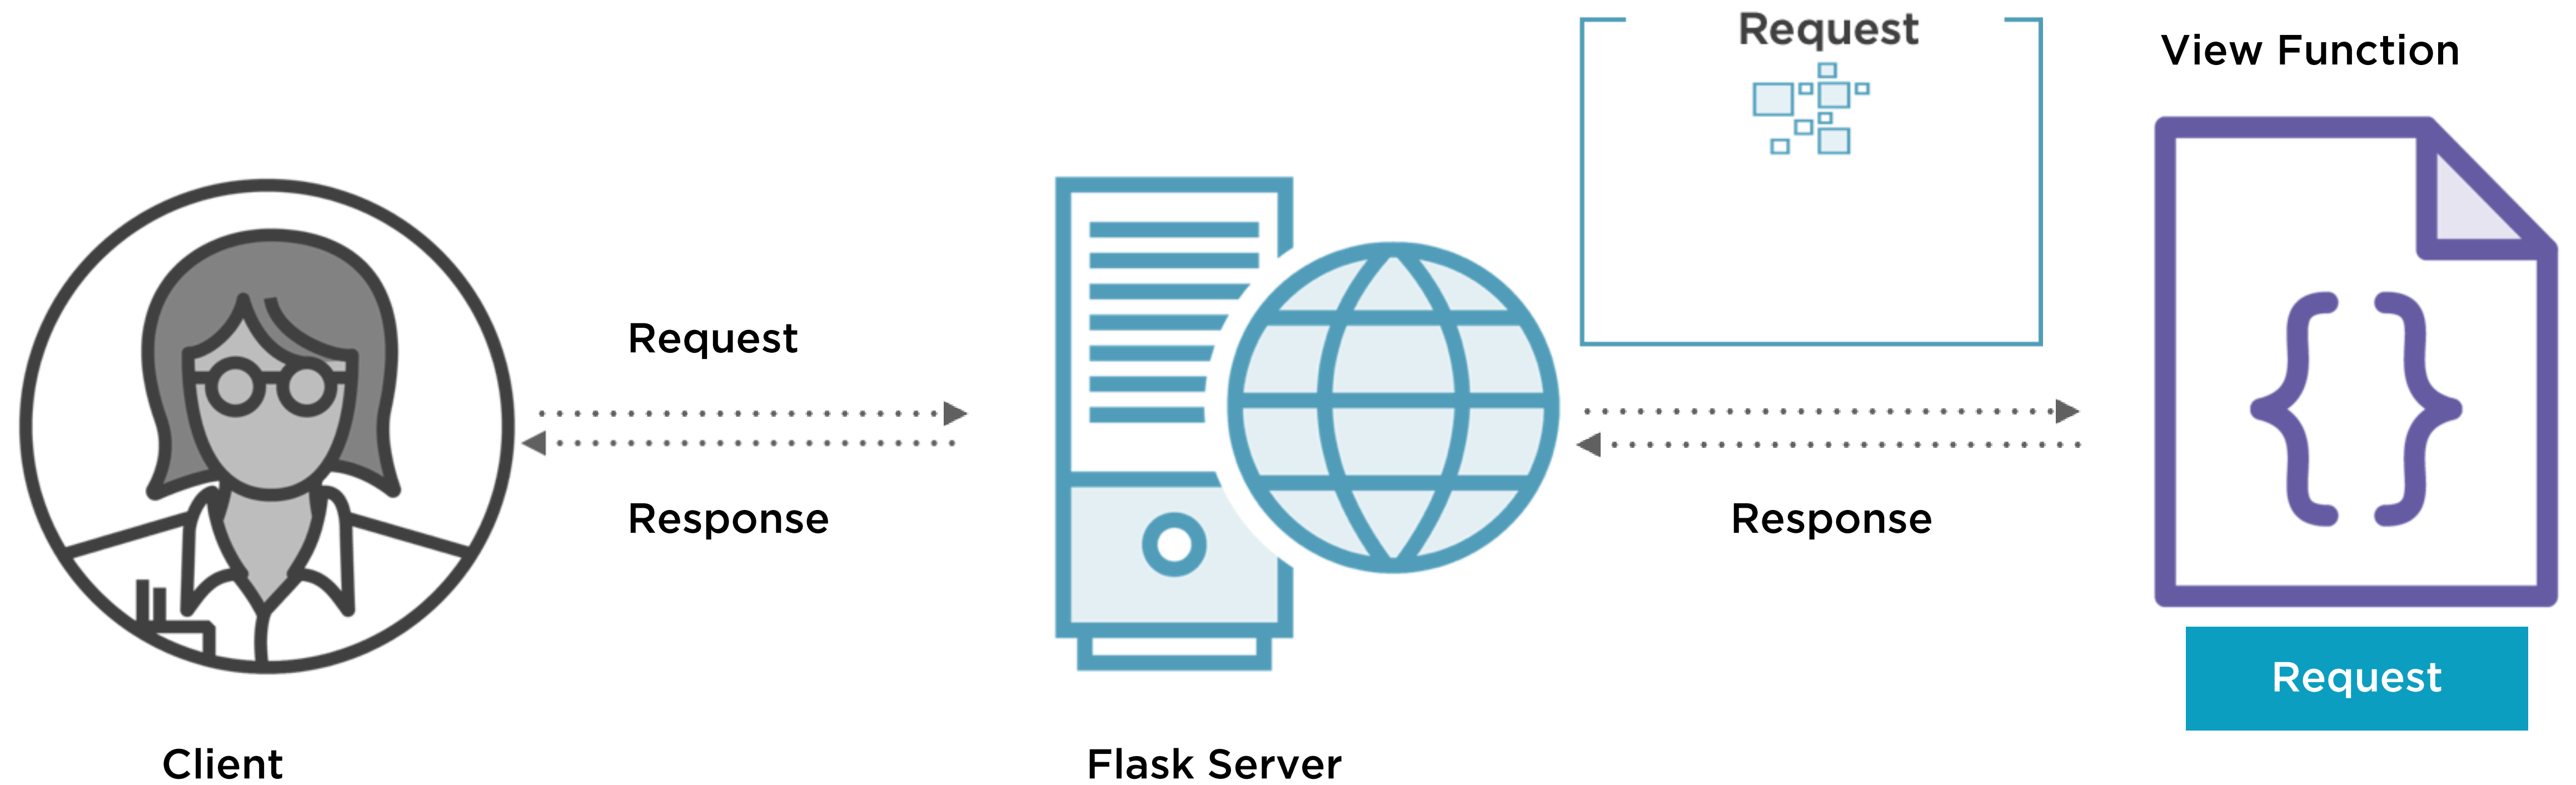 Request
View Function
Request
Response
Response
Request
Client
Flask Server